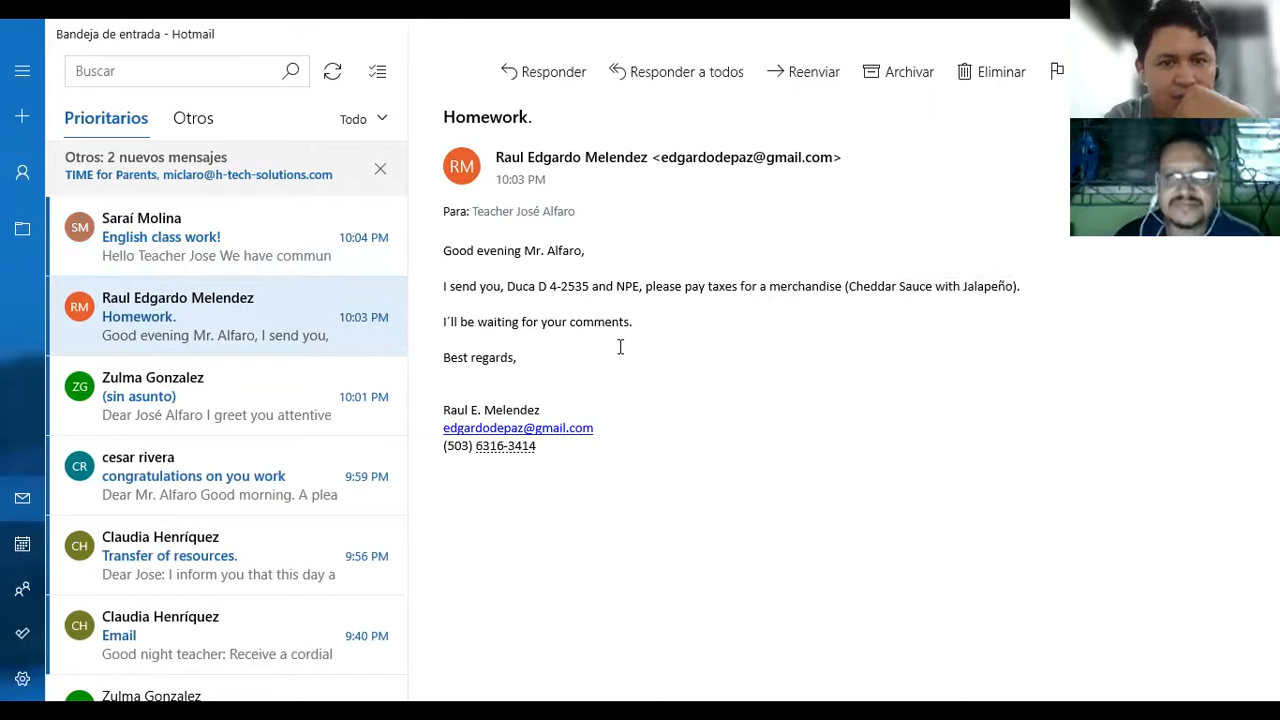 Bandeja de entrada - Hotmail
Buscar
Prioritarios
Otros
Todo
Otros: 2 nuevos mensajes
TIME for Parents, miclaro@h-tech-solutions.com
SM
Saraí Molina
English class work!
10:04 PM
Hello Teacher Jose We have commun
RM
Raul Edgardo Melendez
Homework.
10:03 PM
Good evening Mr. Alfaro, I send you,
ZG
Zulma Gonzalez
(sin asunto)
10:01 PM
Dear José Alfaro I greet you attentive
CR
cesar rivera
congratulations on you work
9:59 PM
Dear Mr. Alfaro Good morning. A plea
CH
Claudia Henríquez
Transfer of resources.
9:56 PM
Dear Jose: I inform you that this day a
CH
Claudia Henríquez
Email
9:40 PM
Good night teacher: Receive a cordial
Zulma Gonzalez
Responder
Responder a todos
Reenviar
Archivar
Eliminar
Homework.
RM
Raul Edgardo Melendez <edgardodepaz@gmail.com>
10:03 PM
Para: Teacher José Alfaro
Good evening Mr. Alfaro,
I send you, Duca D 4-2535 and NPE, please pay taxes for a merchandise (Cheddar Sauce with Jalapeño).
I´ll be waiting for your comments.
Best regards,
Raul E. Melendez
edgardodepaz@gmail.com
(503) 6316-3414